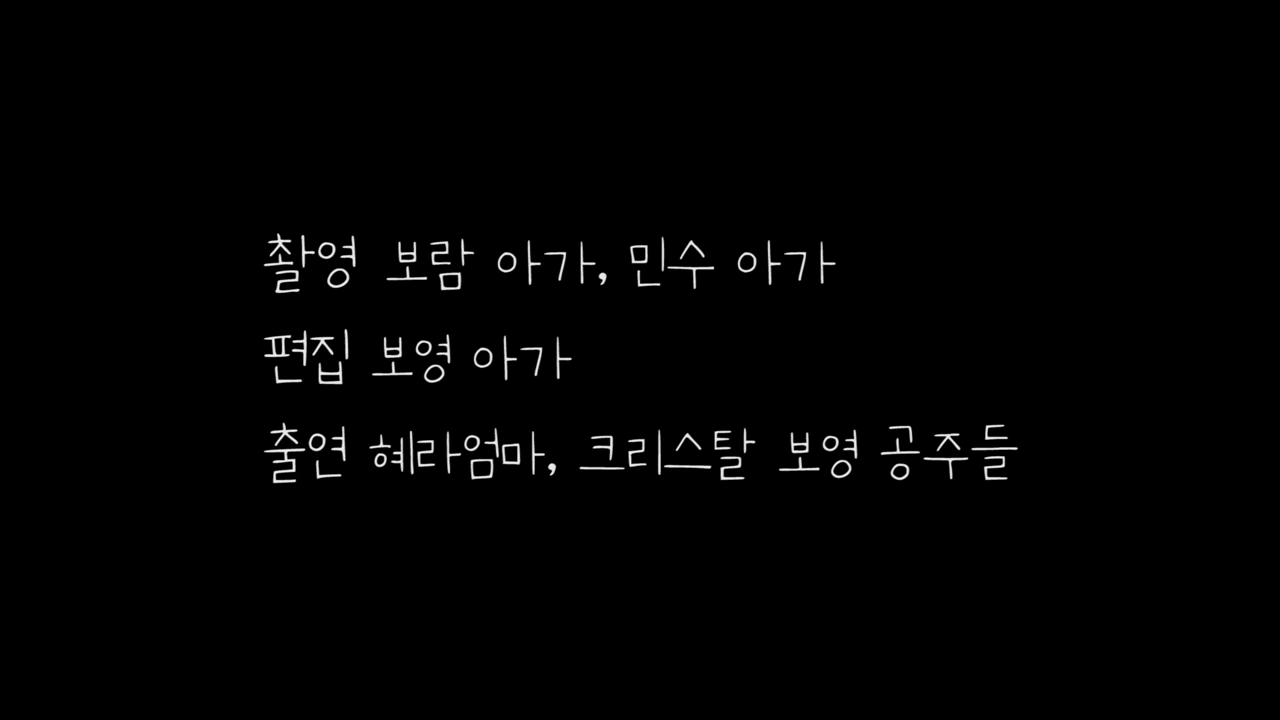 촬영 보람 아가, 민수 아가
편집 보영 아가
출연 혜라엄마, 크리스탈 보영 공주들